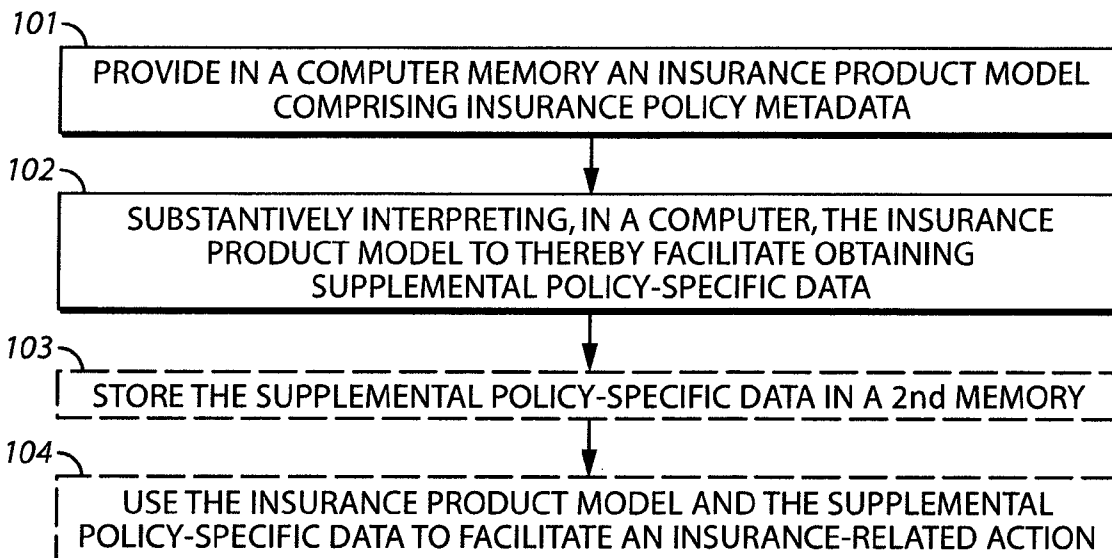 101
PROVIDE IN A COMPUTER MEMORY AN INSURANCE PRODUCT MODEL
COMPRISING INSURANCE POLICY METADATA
102
SUBSTANTIVELY INTERPRETING, IN A COMPUTER, THE INSURANCE
PRODUCT MODEL TO THEREBY FACILITATE OBTAINING
SUPPLEMENTAL POLICY-SPECIFIC DATA
103
STORE THE SUPPLEMENTAL POLICY-SPECIFIC DATA IN A 2nd MEMORY
104
USE THE INSURANCE PRODUCT MODEL AND THE SUPPLEMENTAL
POLICY-SPECIFIC DATA TO FACILITATE AN INSURANCE-RELATED ACTION